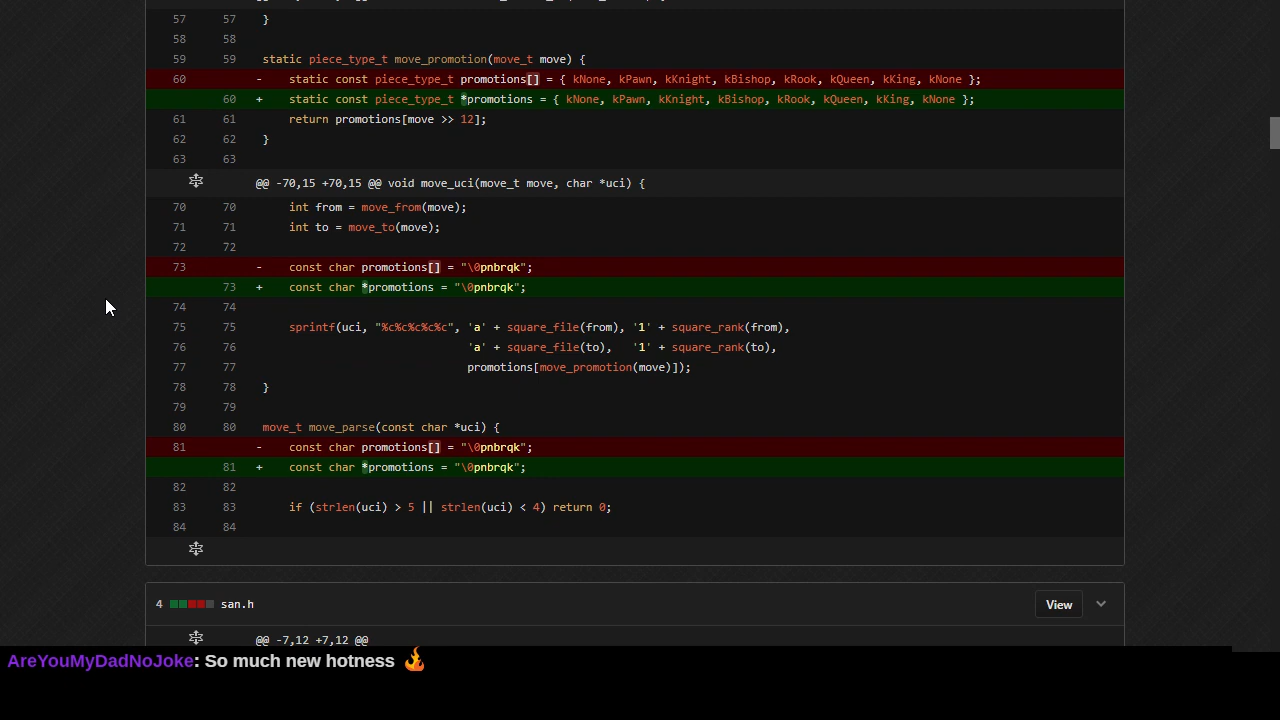 57 57 }
58 58
59 59 static piece_type_t move_promotion(move_t move) {
60 - static const piece_type_t promotions[] = { kNone, kPawn, kKnight, kBishop, kRook, kQueen, kKing, kNone };
60 + static const piece_type_t *promotions = { kNone, kPawn, kKnight, kBishop, kRook, kQueen, kKing, kNone };
61 61 return promotions[move >> 12];
62 62 }
63 63
@@ -70,15 +70,15 @@ void move_uci(move_t move, char *uci) {
70 70 int from = move_from(move);
71 71 int to = move_to(move);
72 72
73 - const char promotions[] = "\0pnbrqk";
73 + const char *promotions = "\0pnbrqk";
74 74
75 75 sprintf(uci, "%c%c%c%c%c", 'a' + square_file(from), '1' + square_rank(from),
76 76 'a' + square_file(to), '1' + square_rank(to),
77 77 promotions[move_promotion(move)]);
78 78 }
79 79
80 80 move_t move_parse(const char *uci) {
81 - const char promotions[] = "\0pnbrqk";
81 + const char *promotions = "\0pnbrqk";
82 82
83 83 if (strlen(uci) > 5 || strlen(uci) < 4) return 0;
84 84
4 san.h View
@@ -7,12 +7,12 @@
AreYouMyDadNoJoke: So much new hotness 🔥